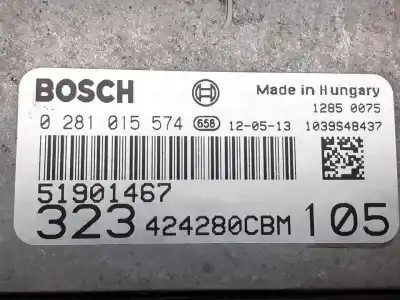 BOSCH Made in Hungary
1285 0075
0 281 015 574 658 12-05-13 1039S48437
51901467
323 424280CBM 105